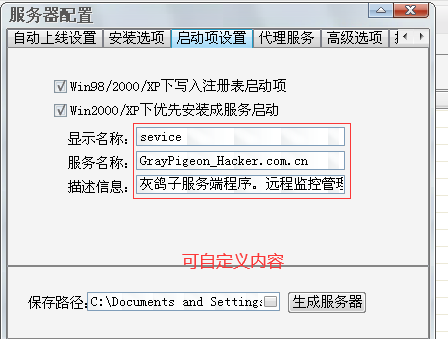 服务器配置
自动上线设置 安装选项 启动项设置 代理服务 高级选项
Win98/2000/XP下写入注册表启动项
Win2000/XP下优先安装成服务启动
显示名称: sevice
服务名称: GrayPigeon_Hacker.com.cn
描述信息: 灰鸽子服务端程序。远程监控管理
可自定义内容
保存路径: C:\Documents and Setting 生成服务器